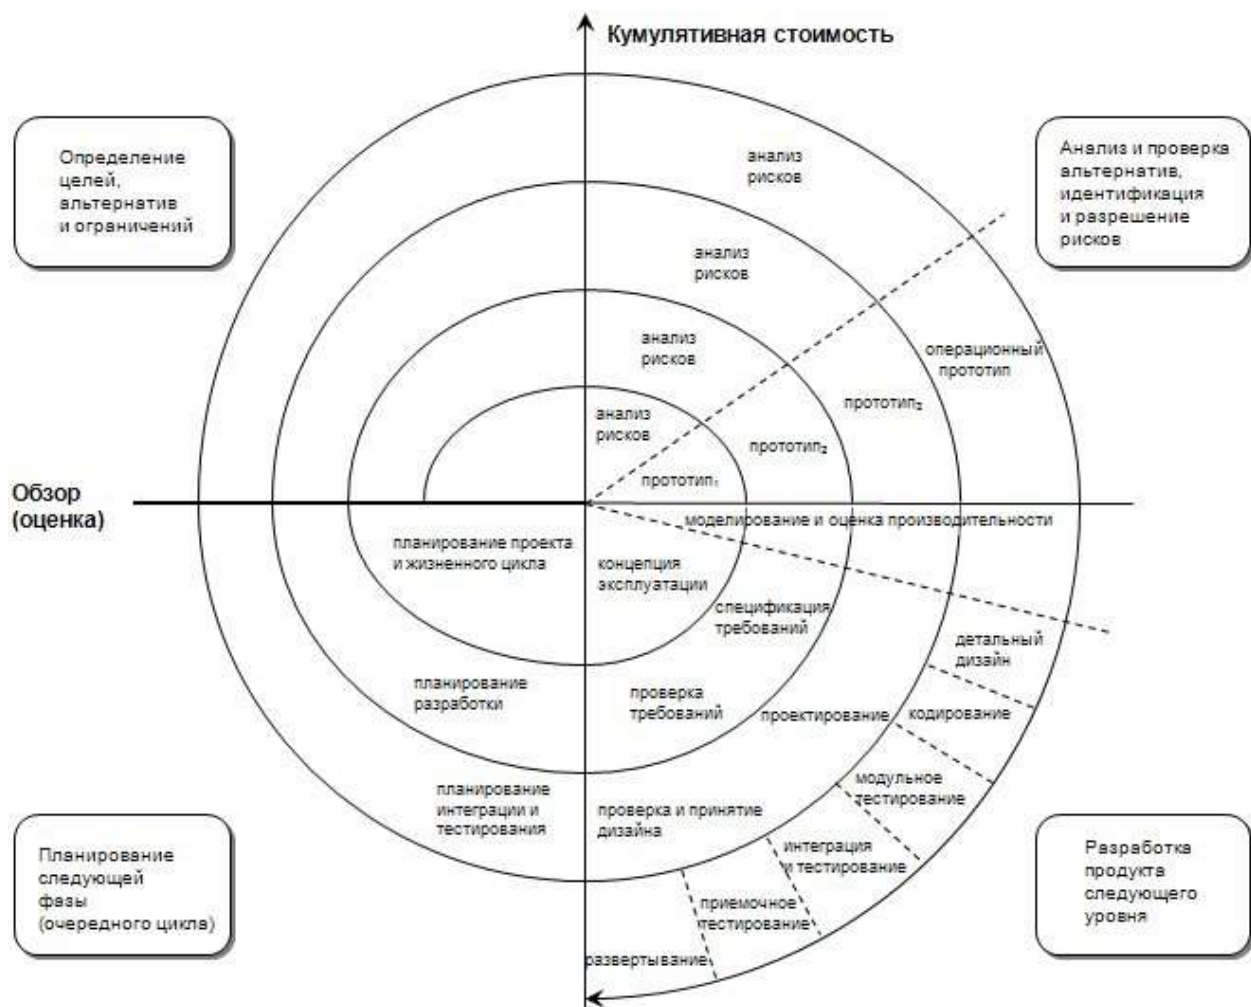 Кумулятивная стоимость
Определение
целей,
альтернатив
и ограничений
Анализ и проверка
альтернатив,
идентификация
и разрешение
рисков
анализ
рисков
анализ
рисков
анализ
рисков
анализ
рисков
операционный
прототип
прототип₃
прототип₂
прототип₁
Обзор
(оценка)
моделирование и оценка производительности
планирование проекта
и жизненного цикла
концепция
эксплуатации
спецификация
требований
детальный
дизайн
планирование
разработки
проверка
требований
проектирование
кодирование
модульное
тестирование
планирование
интеграции и
тестирования
проверка и принятие
дизайна
интеграция
и тестирование
приемочное
тестирование
развертывание
Планирование
следующей
фазы
(очередного цикла)
Разработка
продукта
следующего
уровня